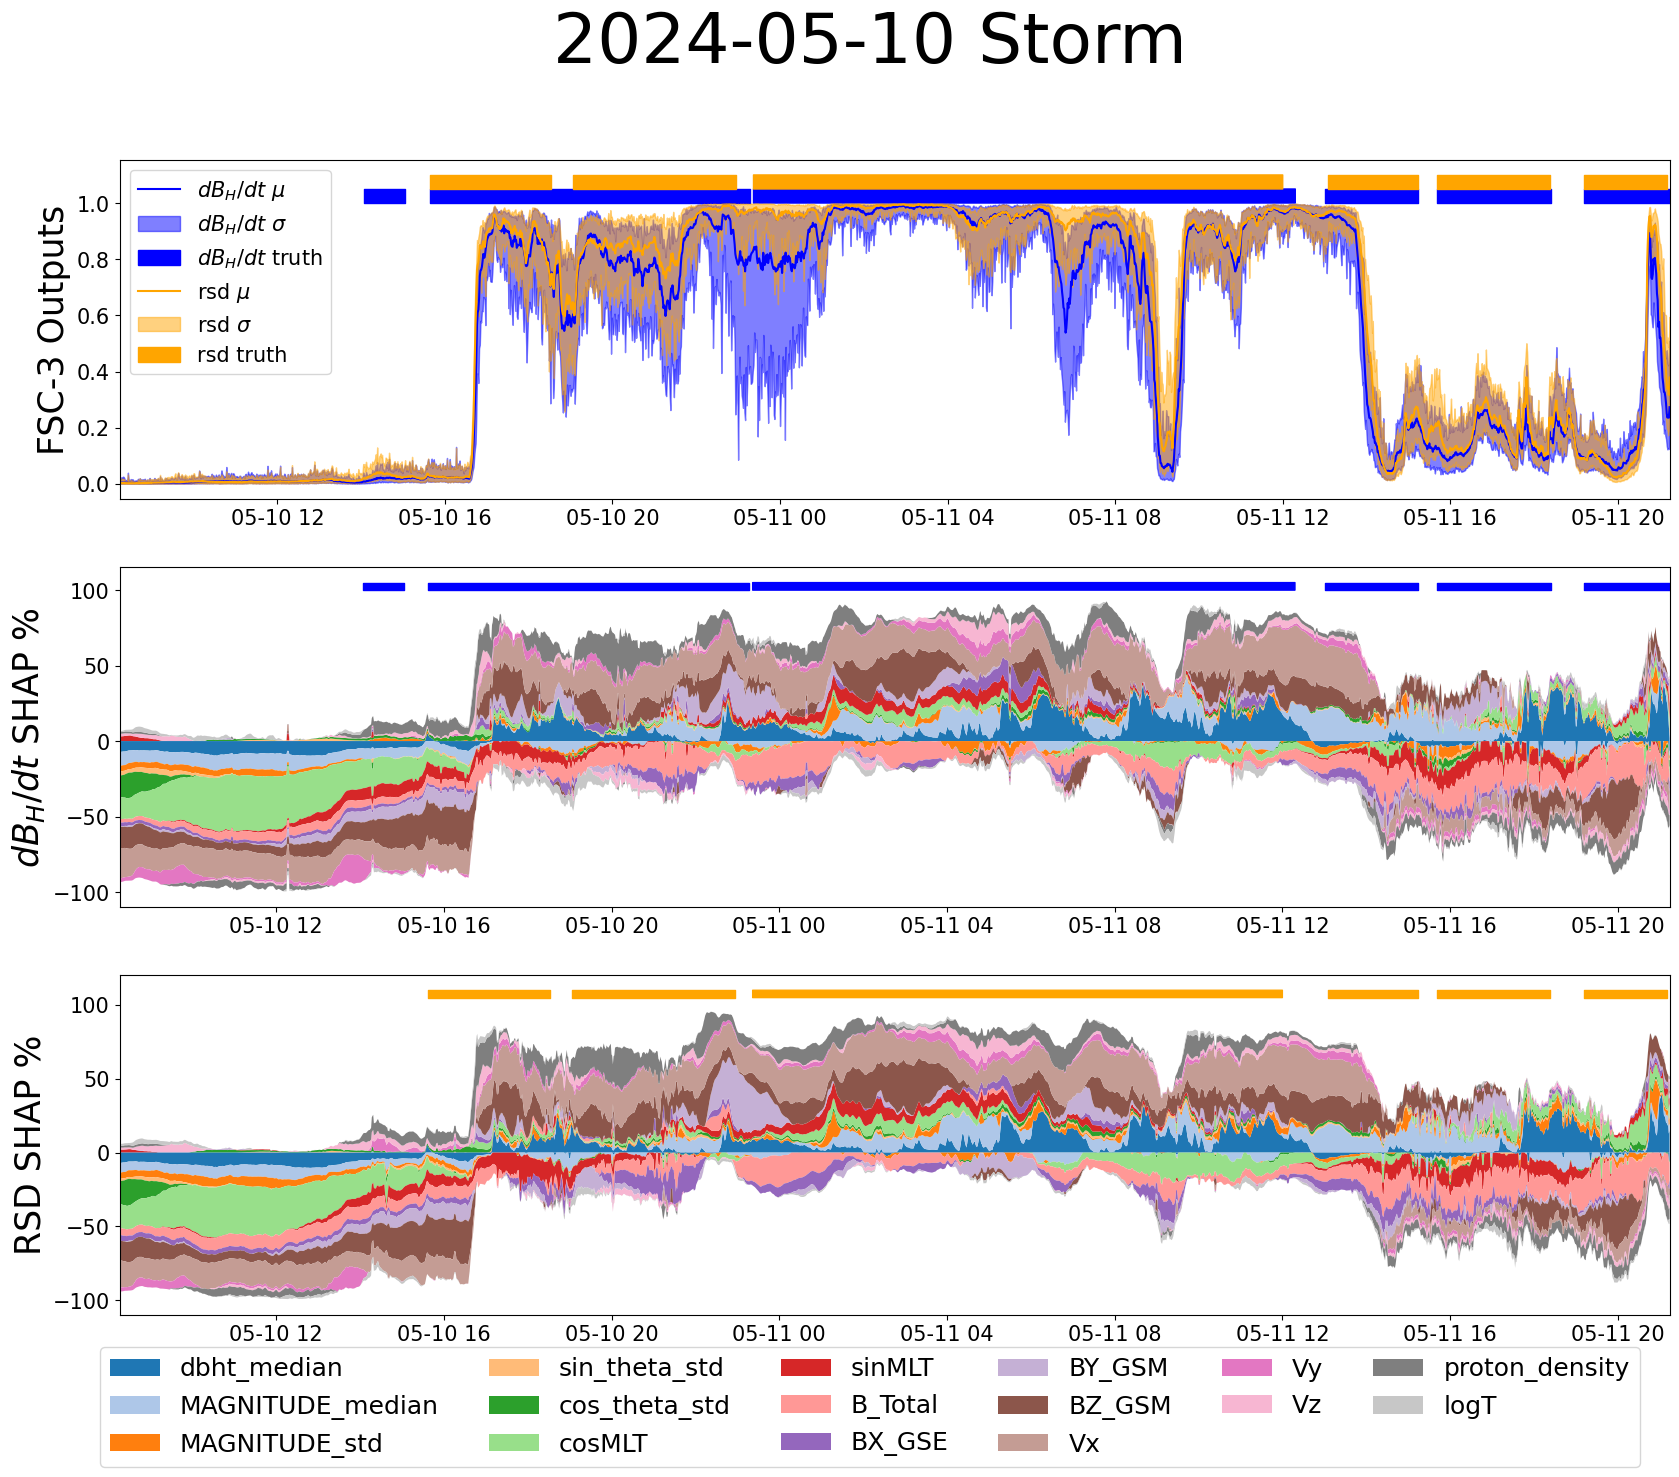 2024-05-10 Storm
FSC-3 Outputs
1.0
0.8
0.6
0.4
0.2
0.0
dB_H/dt μ
dB_H/dt σ
dB_H/dt truth
rsd μ
rsd σ
rsd truth
05-10 12 05-10 16 05-10 20 05-11 00 05-11 04 05-11 08 05-11 12 05-11 16 05-11 20
dB_H/dt SHAP %
100
50
0
−50
−100
05-10 12 05-10 16 05-10 20 05-11 00 05-11 04 05-11 08 05-11 12 05-11 16 05-11 20
RSD SHAP %
100
50
0
−50
−100
05-10 12 05-10 16 05-10 20 05-11 00 05-11 04 05-11 08 05-11 12 05-11 16 05-11 20
dbht_median sin_theta_std sinMLT BY_GSM Vy proton_density
MAGNITUDE_median cos_theta_std B_Total BZ_GSM Vz logT
MAGNITUDE_std cosMLT BX_GSE Vx